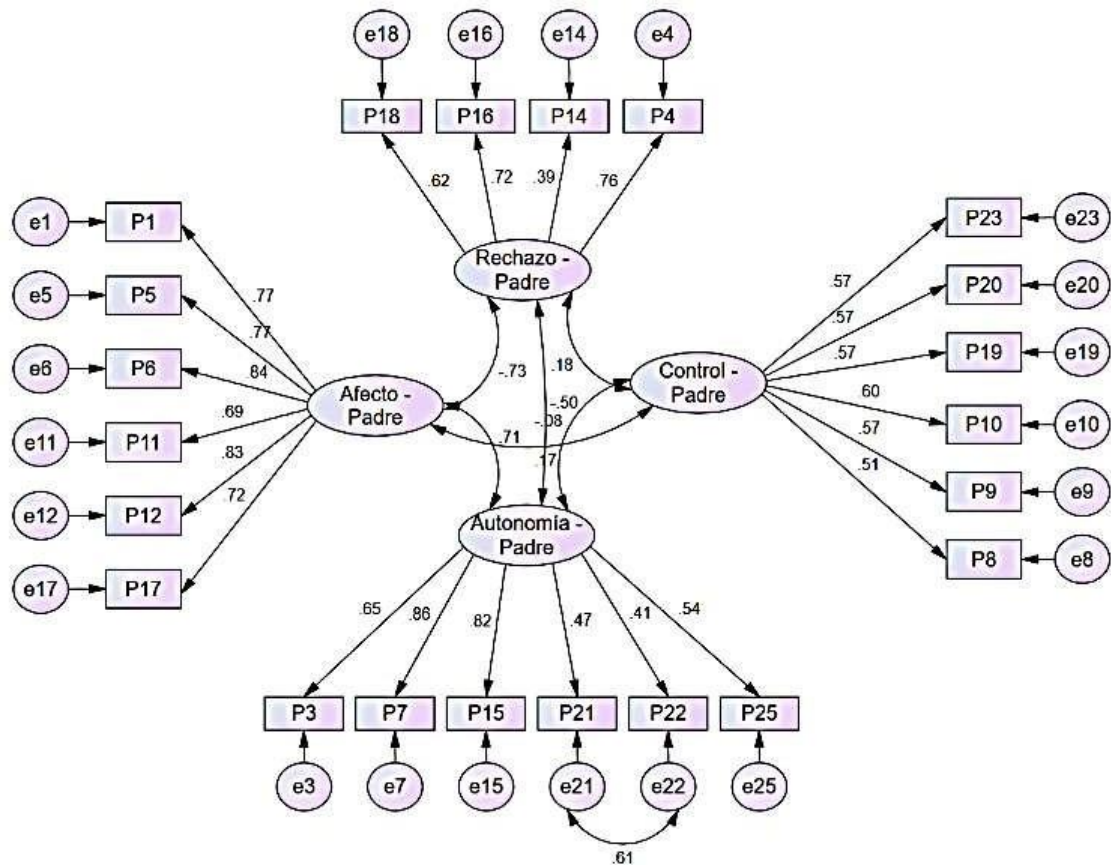 e18 e16 e14 e4
P18 P16 P14 P4
.62 .72 .39 .76
Rechazo -
Padre
e1 P1
e5 P5
e6 P6
e11 P11
e12 P12
e17 P17
.77
.77
.84
.69
.83
.72
Afecto -
Padre
-.73
.18
-.50
-.08
.71
.17
Control -
Padre
.57
.57
.57
.60
.57
.51
P23 e23
P20 e20
P19 e19
P10 e10
P9 e9
P8 e8
Autonomía -
Padre
.65 .86 .82 .47 .41 .54
P3 P7 P15 P21 P22 P25
e3 e7 e15 e21 e22 e25
.61